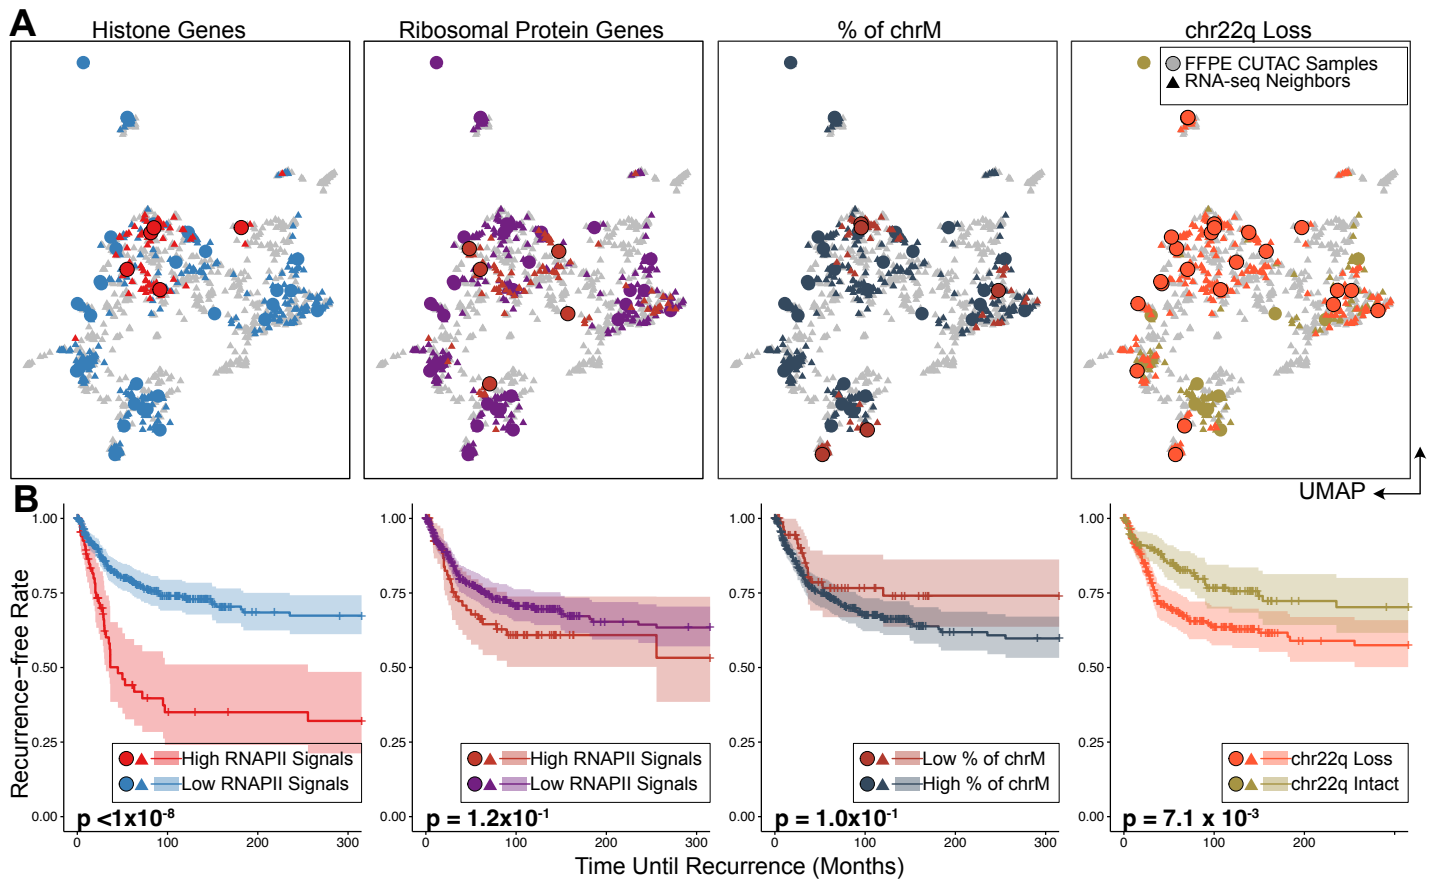 A
Histone Genes
Ribosomal Protein Genes
% of chrM
chr22q Loss
FFPE CUTAC Samples
RNA-seq Neighbors
UMAP
B
Recurrence-free Rate
1.00
0.75
0.50
0.25
0.00
0
100
200
300
High RNAPII Signals
Low RNAPII Signals
p <1x10⁻⁸
1.00
0.75
0.50
0.25
0.00
0
100
200
300
High RNAPII Signals
Low RNAPII Signals
p = 1.2x10⁻¹
1.00
0.75
0.50
0.25
0.00
0
100
200
300
Low % of chrM
High % of chrM
p = 1.0x10⁻¹
1.00
0.75
0.50
0.25
0.00
0
100
200
chr22q Loss
chr22q Intact
p = 7.1 x 10⁻³
Time Until Recurrence (Months)